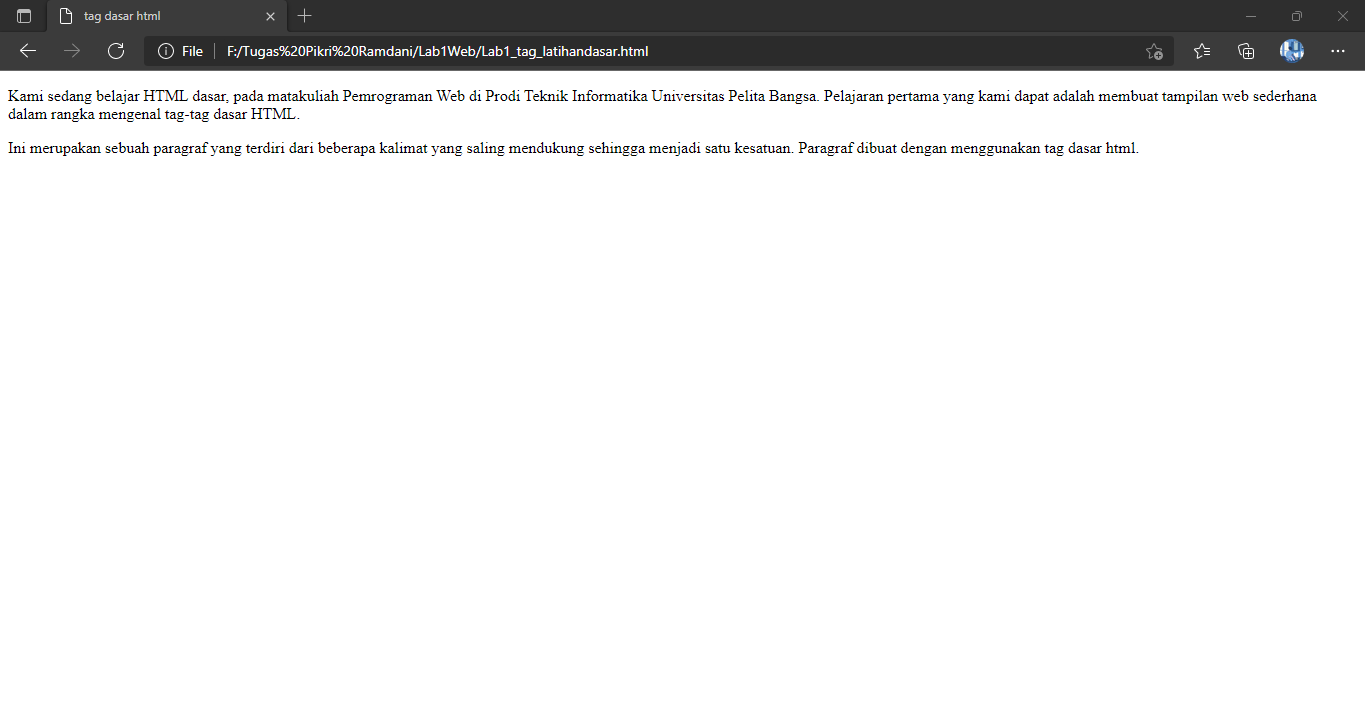 tag dasar html
File
F:/Tugas%20Pikri%20Ramdani/Lab1Web/Lab1_tag_latihandasar.html
Kami sedang belajar HTML dasar, pada matakuliah Pemrograman Web di Prodi Teknik Informatika Universitas Pelita Bangsa. Pelajaran pertama yang kami dapat adalah membuat tampilan web sederhana
dalam rangka mengenal tag-tag dasar HTML.
Ini merupakan sebuah paragraf yang terdiri dari beberapa kalimat yang saling mendukung sehingga menjadi satu kesatuan. Paragraf dibuat dengan menggunakan tag dasar html.